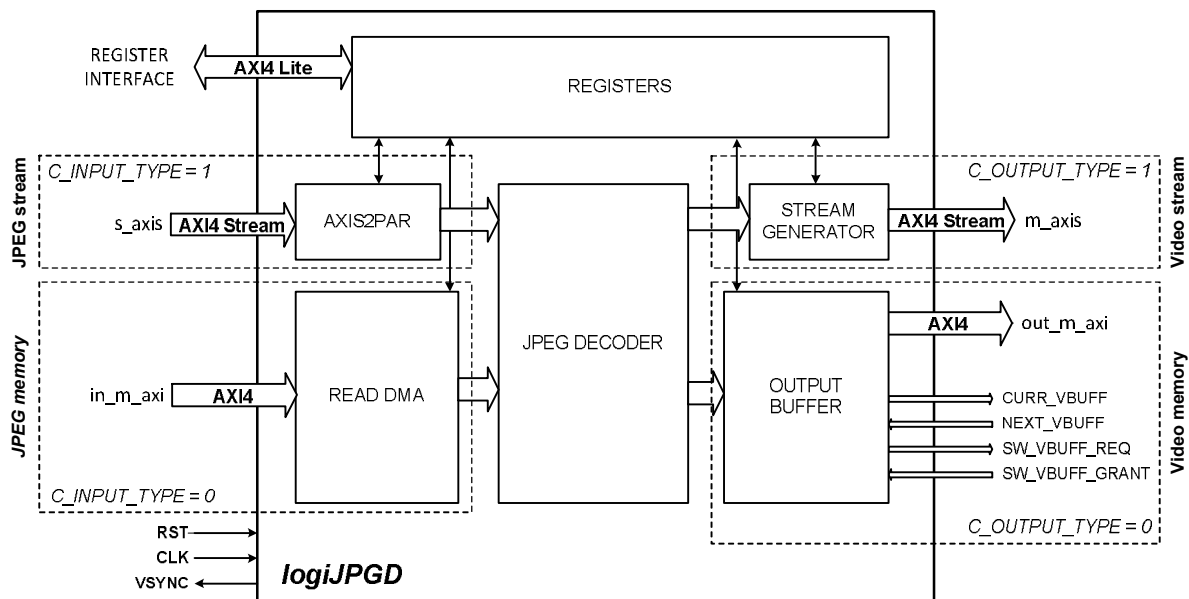 REGISTER
INTERFACE
AXI4 Lite
REGISTERS
JPEG stream
C_INPUT_TYPE = 1
s_axis
AXI4 Stream
AXIS2PAR
JPEG DECODER
C_OUTPUT_TYPE = 1
STREAM
GENERATOR
AXI4 Stream
m_axis
Video stream
JPEG memory
in_m_axi
AXI4
READ DMA
C_INPUT_TYPE = 0
OUTPUT
BUFFER
AXI4
out_m_axi
CURR_VBUFF
NEXT_VBUFF
SW_VBUFF_REQ
SW_VBUFF_GRANT
C_OUTPUT_TYPE = 0
Video memory
RST
CLK
VSYNC
logiJPGD